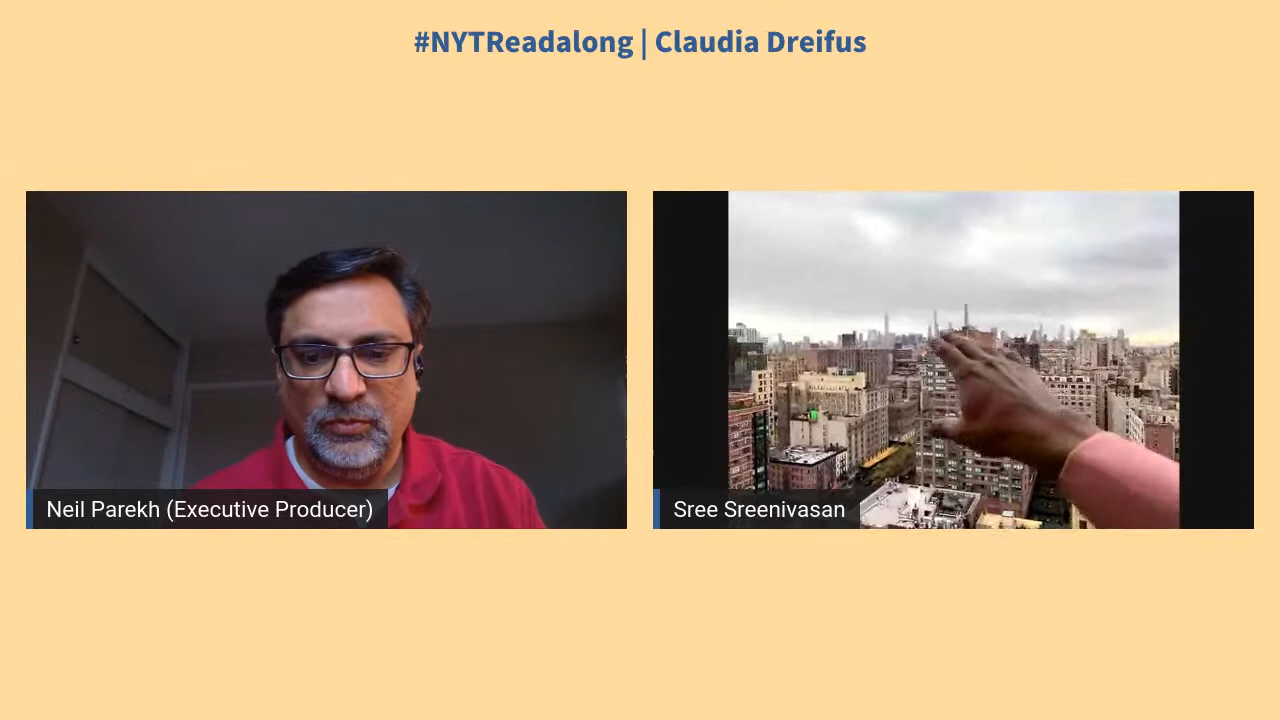 #NYTReadalong | Claudia Dreifus
Neil Parekh (Executive Producer)
Sree Sreenivasan